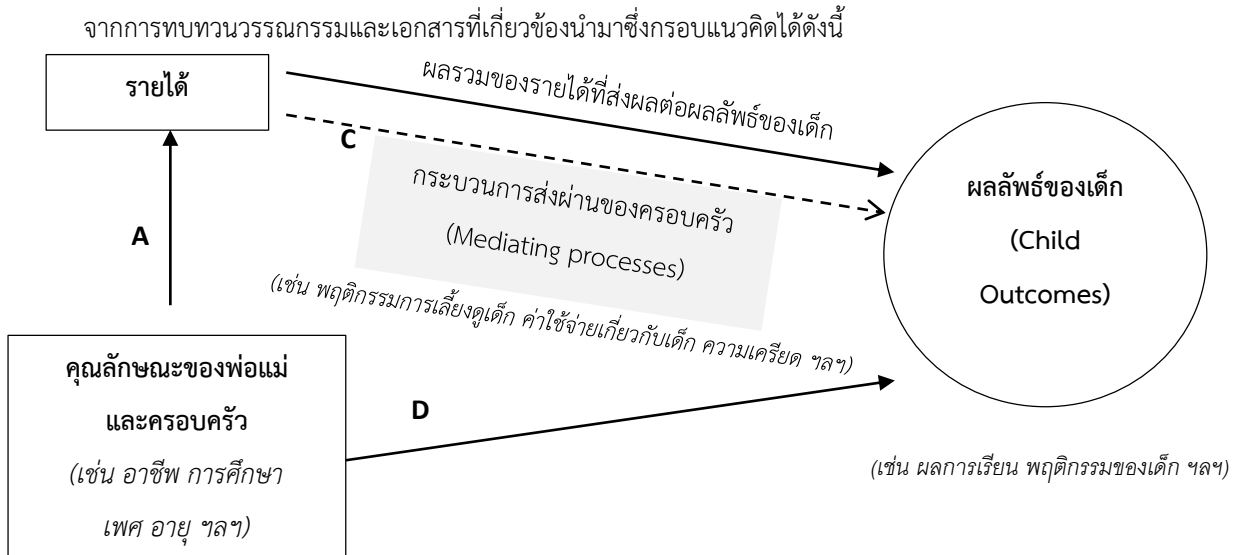 จากการทบทวนวรรณกรรมและเอกสารที่เกี่ยวข้องนำมาซึ่งกรอบแนวคิดได้ดังนี้
รายได้
ผลรวมของรายได้ที่ส่งผลต่อผลลัพธ์ของเด็ก
C
กระบวนการส่งผ่านของครอบครัว
(Mediating processes)
(เช่น พฤติกรรมการเลี้ยงดูเด็ก ค่าใช้จ่ายเกี่ยวกับเด็ก ความเครียด ฯลฯ)
ผลลัพธ์ของเด็ก
(Child
Outcomes)
A
คุณลักษณะของพ่อแม่
และครอบครัว
(เช่น อาชีพ การศึกษา
เพศ อายุ ฯลฯ)
D
(เช่น ผลการเรียน พฤติกรรมของเด็ก ฯลฯ)